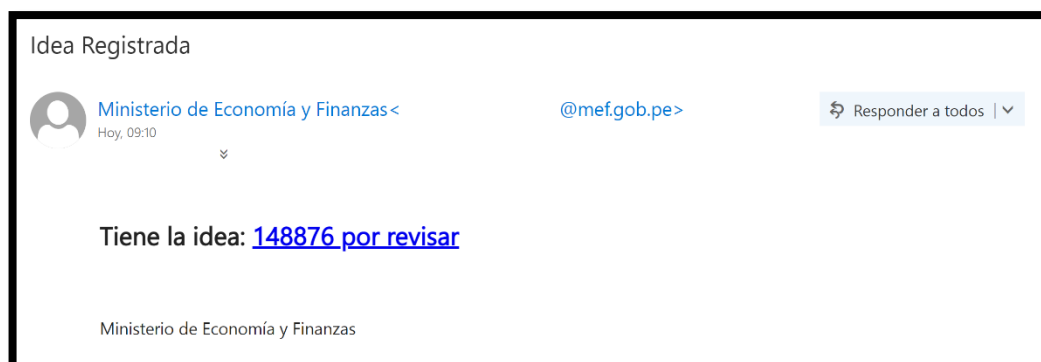 Idea Registrada
Ministerio de Economía y Finanzas< @mef.gob.pe>
Responder a todos
Hoy, 09:10
Tiene la idea: 148876 por revisar
Ministerio de Economía y Finanzas